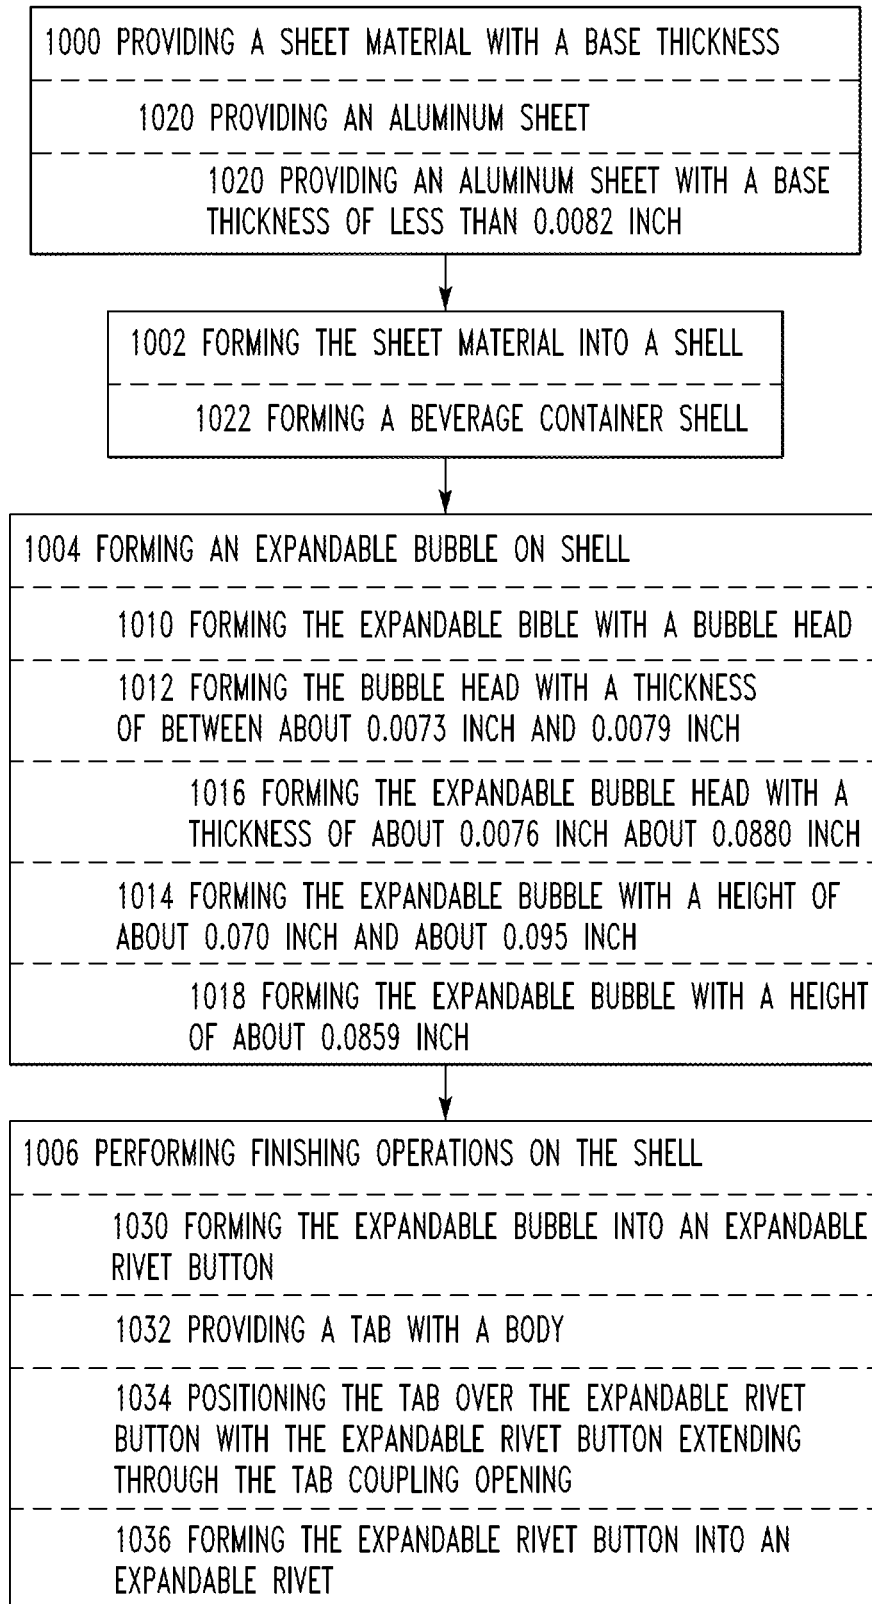 1000 PROVIDING A SHEET MATERIAL WITH A BASE THICKNESS
1020 PROVIDING AN ALUMINUM SHEET
1020 PROVIDING AN ALUMINUM SHEET WITH A BASE
THICKNESS OF LESS THAN 0.0082 INCH
1002 FORMING THE SHEET MATERIAL INTO A SHELL
1022 FORMING A BEVERAGE CONTAINER SHELL
1004 FORMING AN EXPANDABLE BUBBLE ON SHELL
1010 FORMING THE EXPANDABLE BIBLE WITH A BUBBLE HEAD
1012 FORMING THE BUBBLE HEAD WITH A THICKNESS
OF BETWEEN ABOUT 0.0073 INCH AND 0.0079 INCH
1016 FORMING THE EXPANDABLE BUBBLE HEAD WITH A
THICKNESS OF ABOUT 0.0076 INCH ABOUT 0.0880 INCH
1014 FORMING THE EXPANDABLE BUBBLE WITH A HEIGHT OF
ABOUT 0.070 INCH AND ABOUT 0.095 INCH
1018 FORMING THE EXPANDABLE BUBBLE WITH A HEIGHT
OF ABOUT 0.0859 INCH
1006 PERFORMING FINISHING OPERATIONS ON THE SHELL
1030 FORMING THE EXPANDABLE BUBBLE INTO AN EXPANDABLE
RIVET BUTTON
1032 PROVIDING A TAB WITH A BODY
1034 POSITIONING THE TAB OVER THE EXPANDABLE RIVET
BUTTON WITH THE EXPANDABLE RIVET BUTTON EXTENDING
THROUGH THE TAB COUPLING OPENING
1036 FORMING THE EXPANDABLE RIVET BUTTON INTO AN
EXPANDABLE RIVET